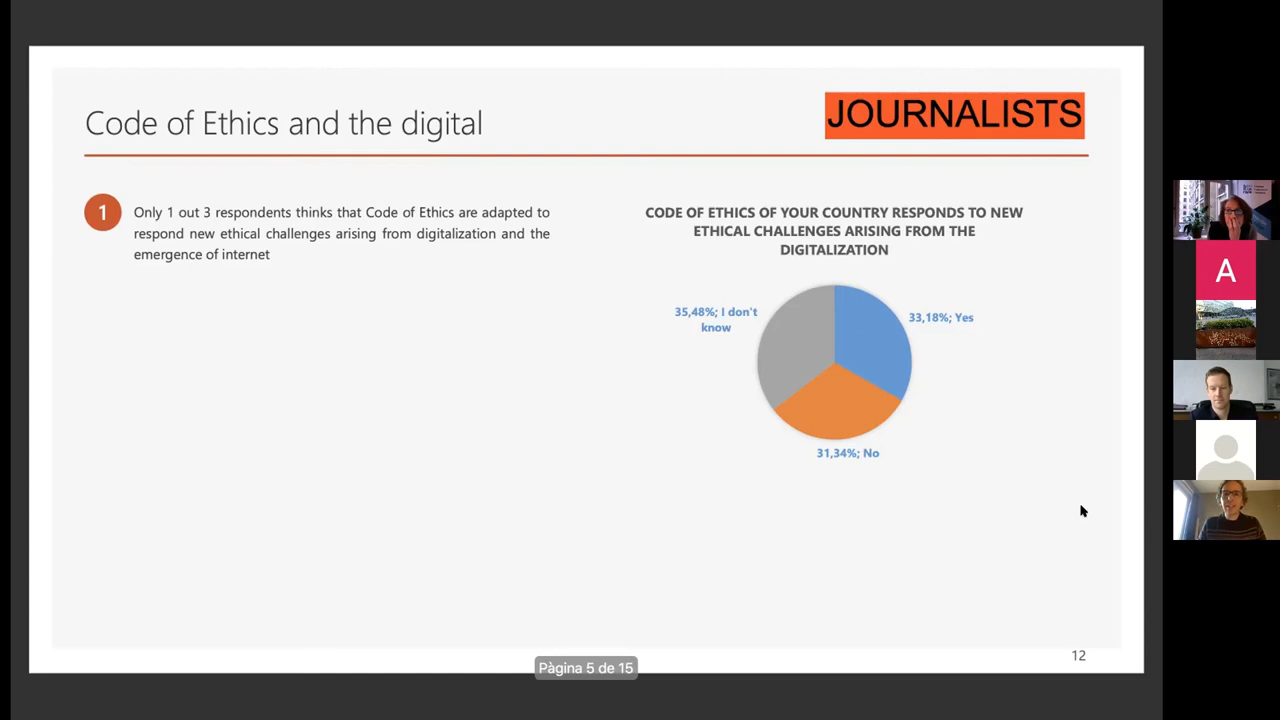 Code of Ethics and the digital
JOURNALISTS
1
Only 1 out 3 respondents thinks that Code of Ethics are adapted to
respond new ethical challenges arising from digitalization and the
emergence of internet
CODE OF ETHICS OF YOUR COUNTRY RESPONDS TO NEW
ETHICAL CHALLENGES ARISING FROM THE
DIGITALIZATION
35,48%; I don't
know
33,18%; Yes
31,34%; No
12
Pàgina 5 de 15
A